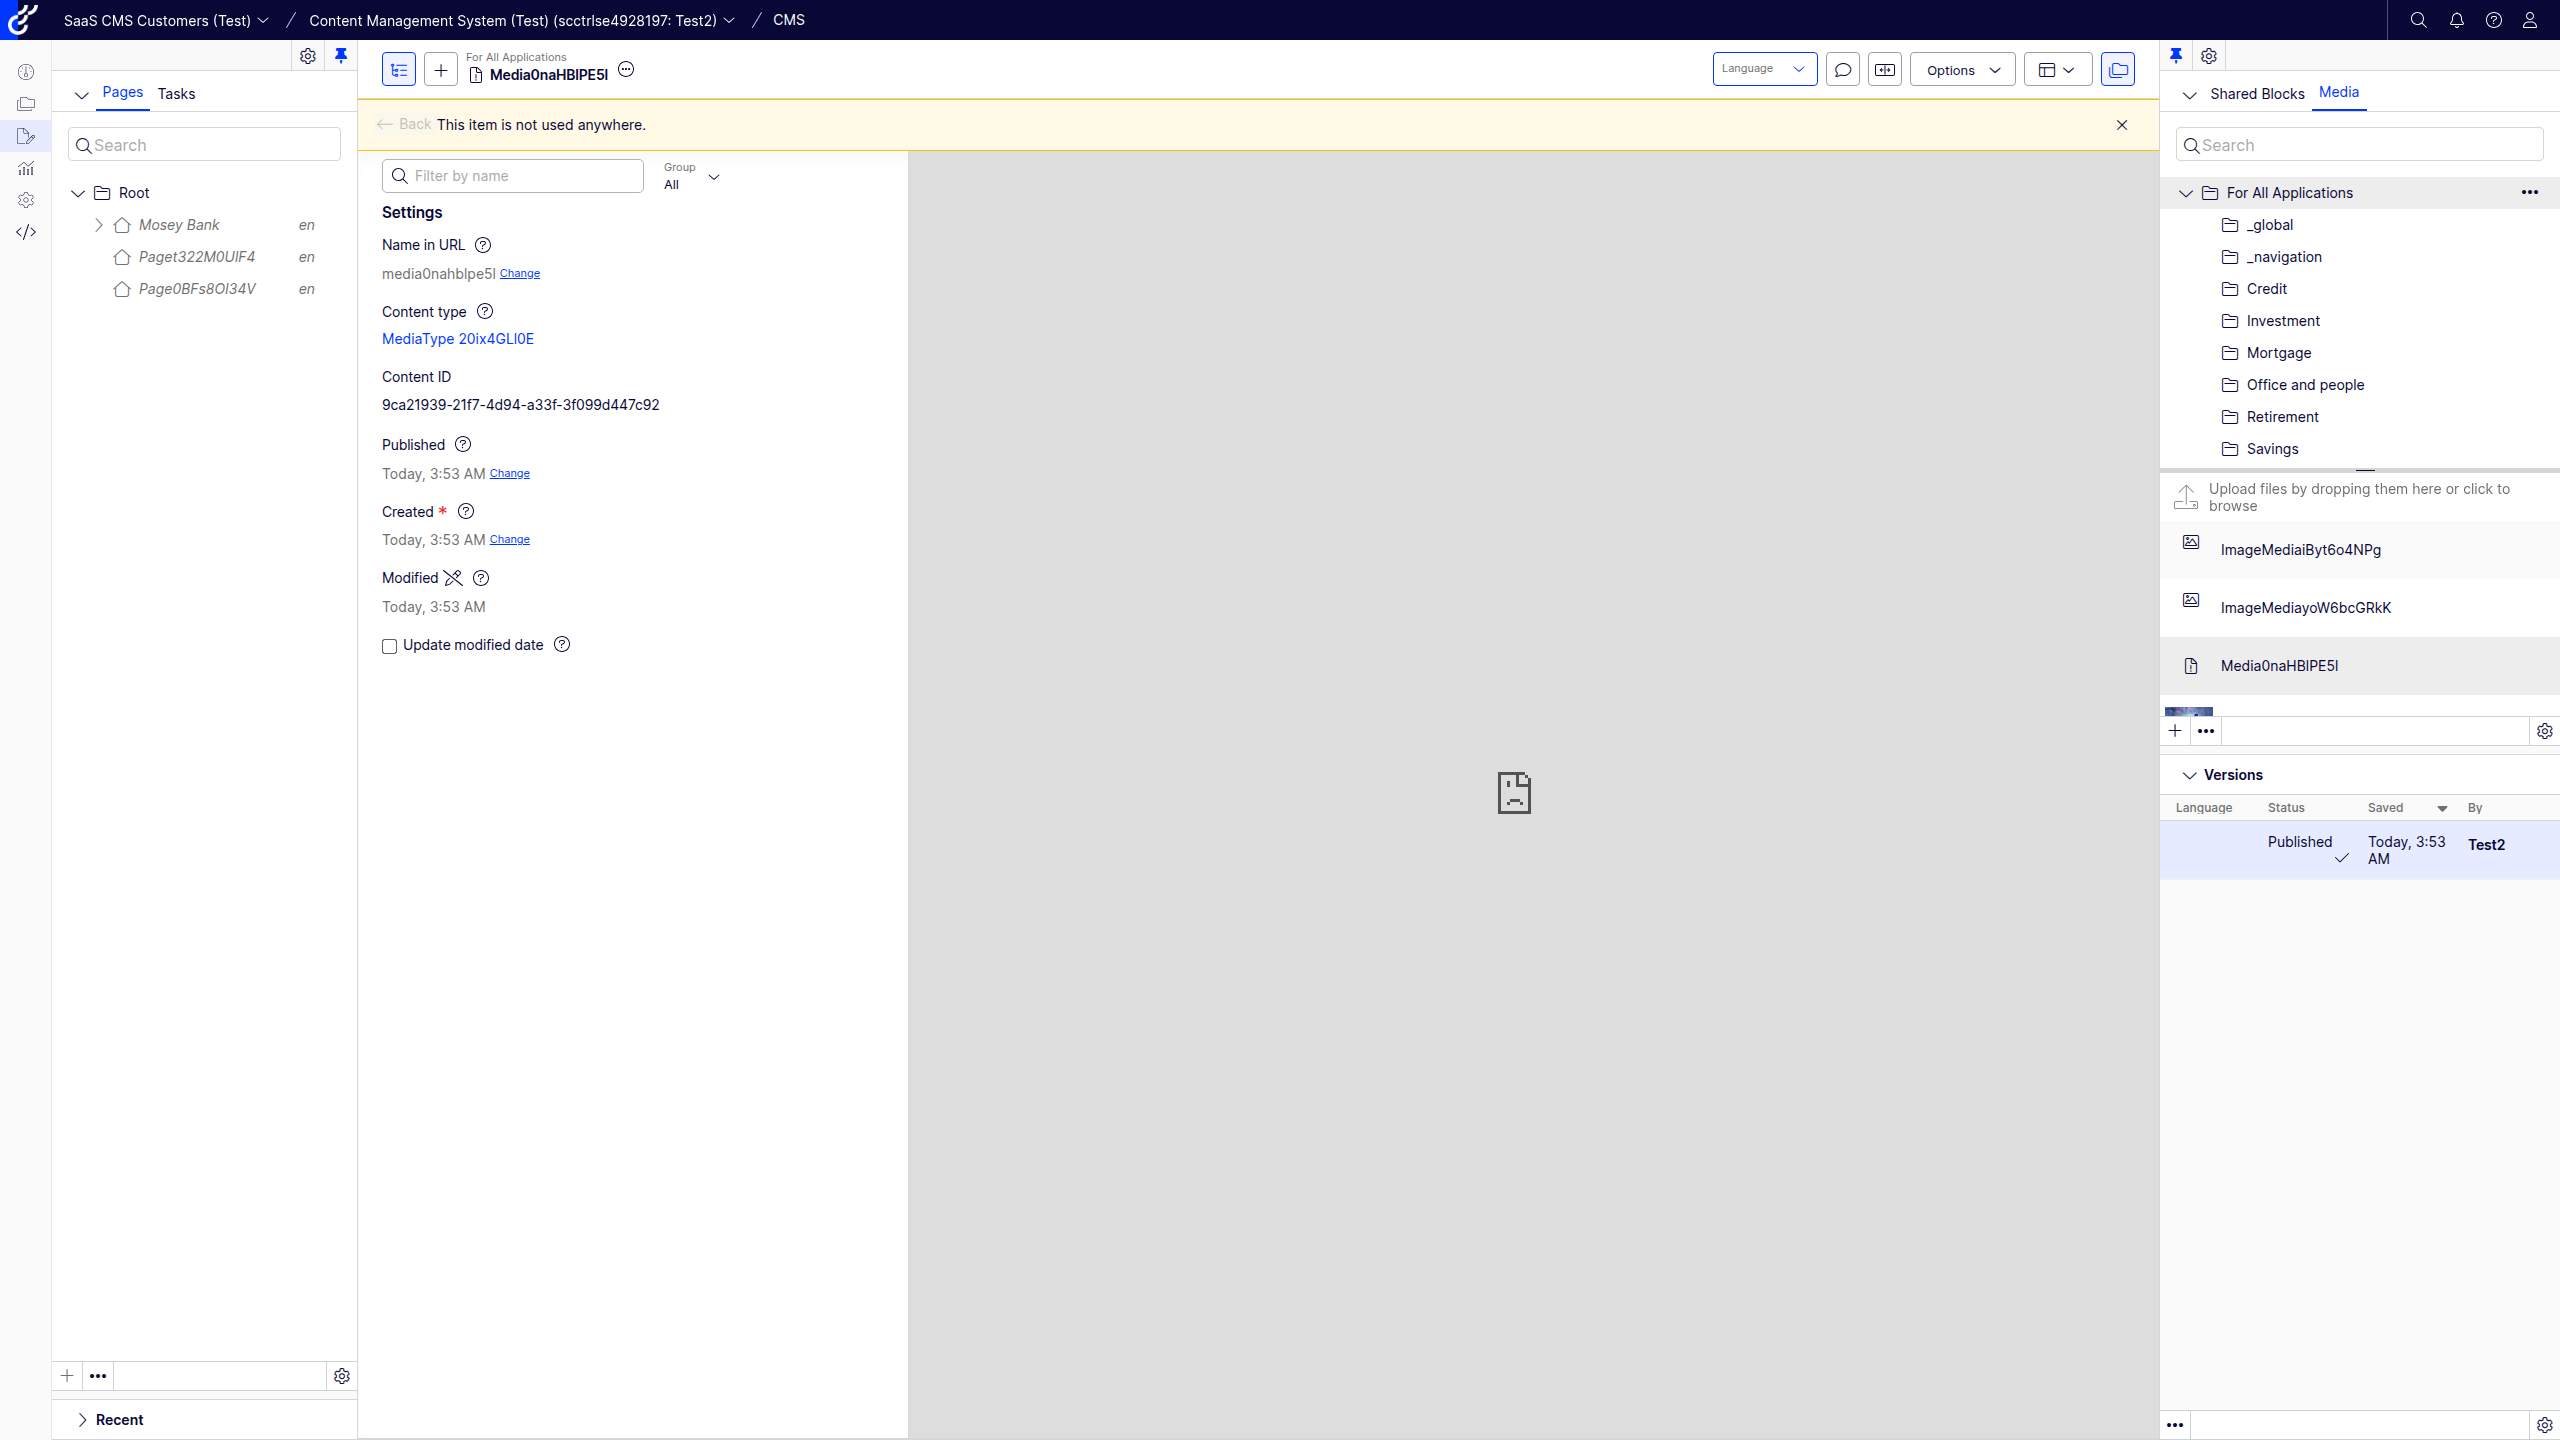 SaaS CMS Customers (Test)
Content Management System (Test) (scctrlse4928197: Test2)
CMS
Pages
Tasks
Search
Root
Mosey Bank en
Paget322M0UIF4 en
Page0BFs8OI34V en
Recent
For All Applications
Media0naHBIPE5I
Language
Options
Back
This item is not used anywhere.
Filter by name
Group
All
Settings
Name in URL
media0nahbIpe5I Change
Content type
MediaType 20ix4GLI0E
Content ID
9ca21939-21f7-4d94-a33f-3f099d447c92
Published
Today, 3:53 AM Change
Created *
Today, 3:53 AM Change
Modified
Today, 3:53 AM
Update modified date
Shared Blocks
Media
Search
For All Applications
_global
_navigation
Credit
Investment
Mortgage
Office and people
Retirement
Savings
Upload files by dropping them here or click to
browse
ImageMediaiByt6o4NPg
ImageMediayoW6bcGRkK
Media0naHBIPE5I
Versions
Language Status Saved By
Published Today, 3:53 Test2
AM